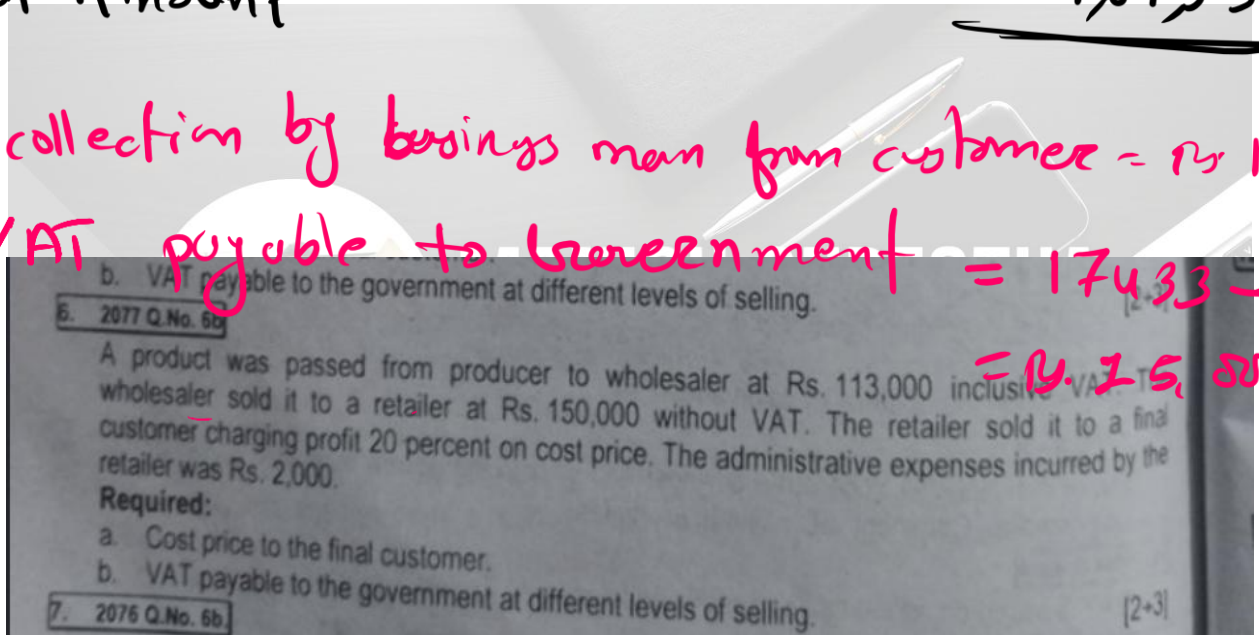 collection by busings man from customer = Rs 1
VAT payable to Government = 17433 -
= Rs. 15,
b. VAT payable to the government at different levels of selling. [2+3]
6. 2077 Q.No. 6b
A product was passed from producer to wholesaler at Rs. 113,000 inclusive VAT. T
wholesaler sold it to a retailer at Rs. 150,000 without VAT. The retailer sold it to a final
customer charging profit 20 percent on cost price. The administrative expenses incurred by the
retailer was Rs. 2,000.
Required:
a. Cost price to the final customer.
b. VAT payable to the government at different levels of selling. [2+3]
7. 2076 Q.No. 6b.